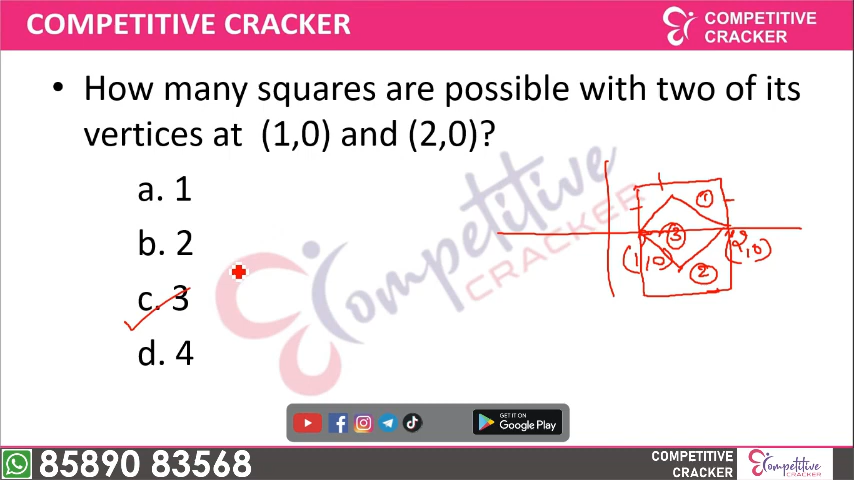 COMPETITIVE CRACKER
COMPETITIVE
CRACKER
• How many squares are possible with two of its
vertices at (1,0) and (2,0)?
a. 1
b. 2
c. 3
d. 4
1
3
2
(1,0)
(2,0)
Competitive
CRACKER
GET IT ON
Google Play
85890 83568
COMPETITIVE
CRACKER
Competitive
CRACKER